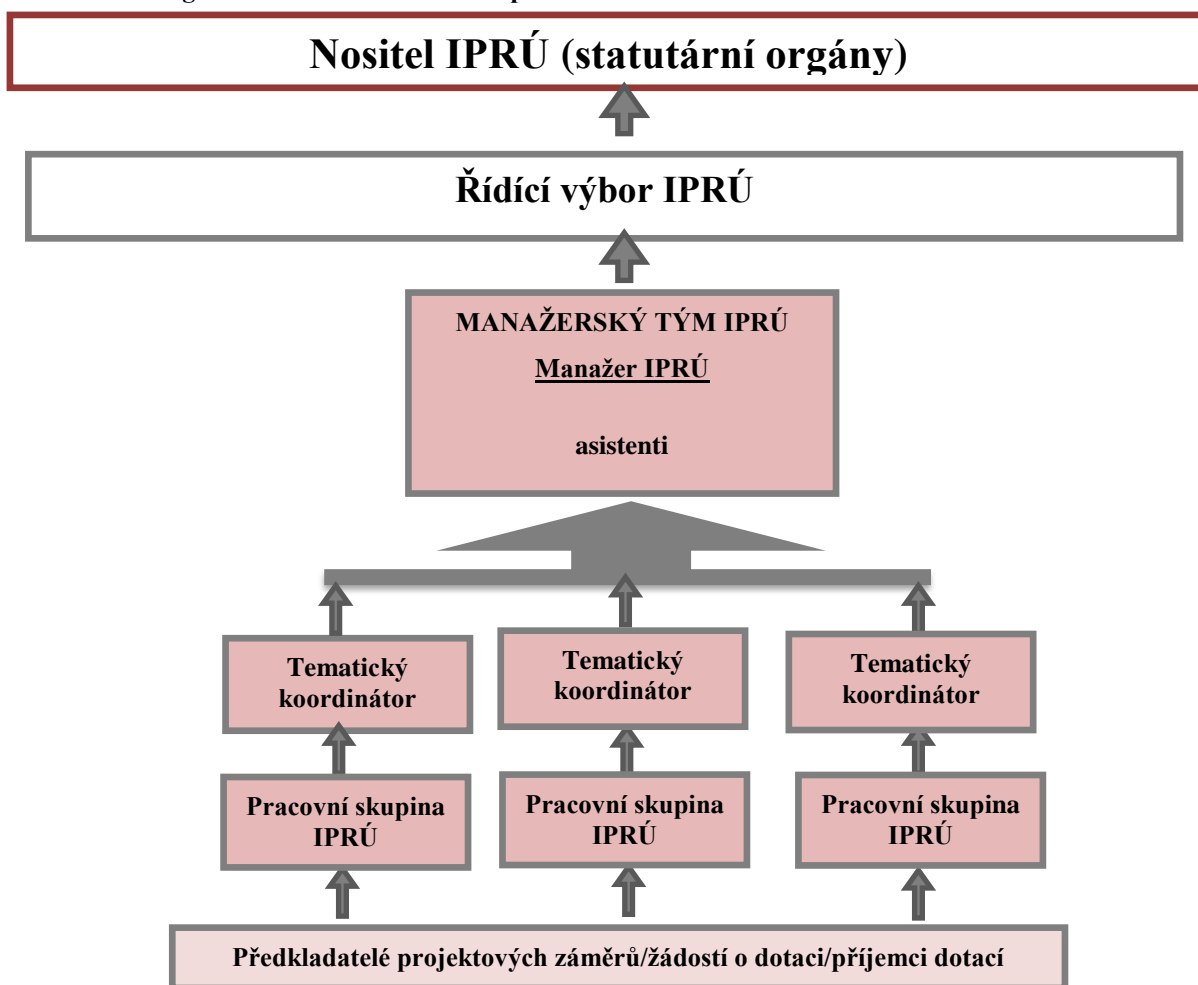 Nositel IPRÚ (statutární orgány)
Řídící výbor IPRÚ
MANAŽERSKÝ TÝM IPRÚ
Manažer IPRÚ
asistenti
Tematický
koordinátor
Tematický
koordinátor
Tematický
koordinátor
Pracovní skupina
IPRÚ
Pracovní skupina
IPRÚ
Pracovní skupina
IPRÚ
Předkladatelé projektových záměrů/žádostí o dotaci/příjemci dotací